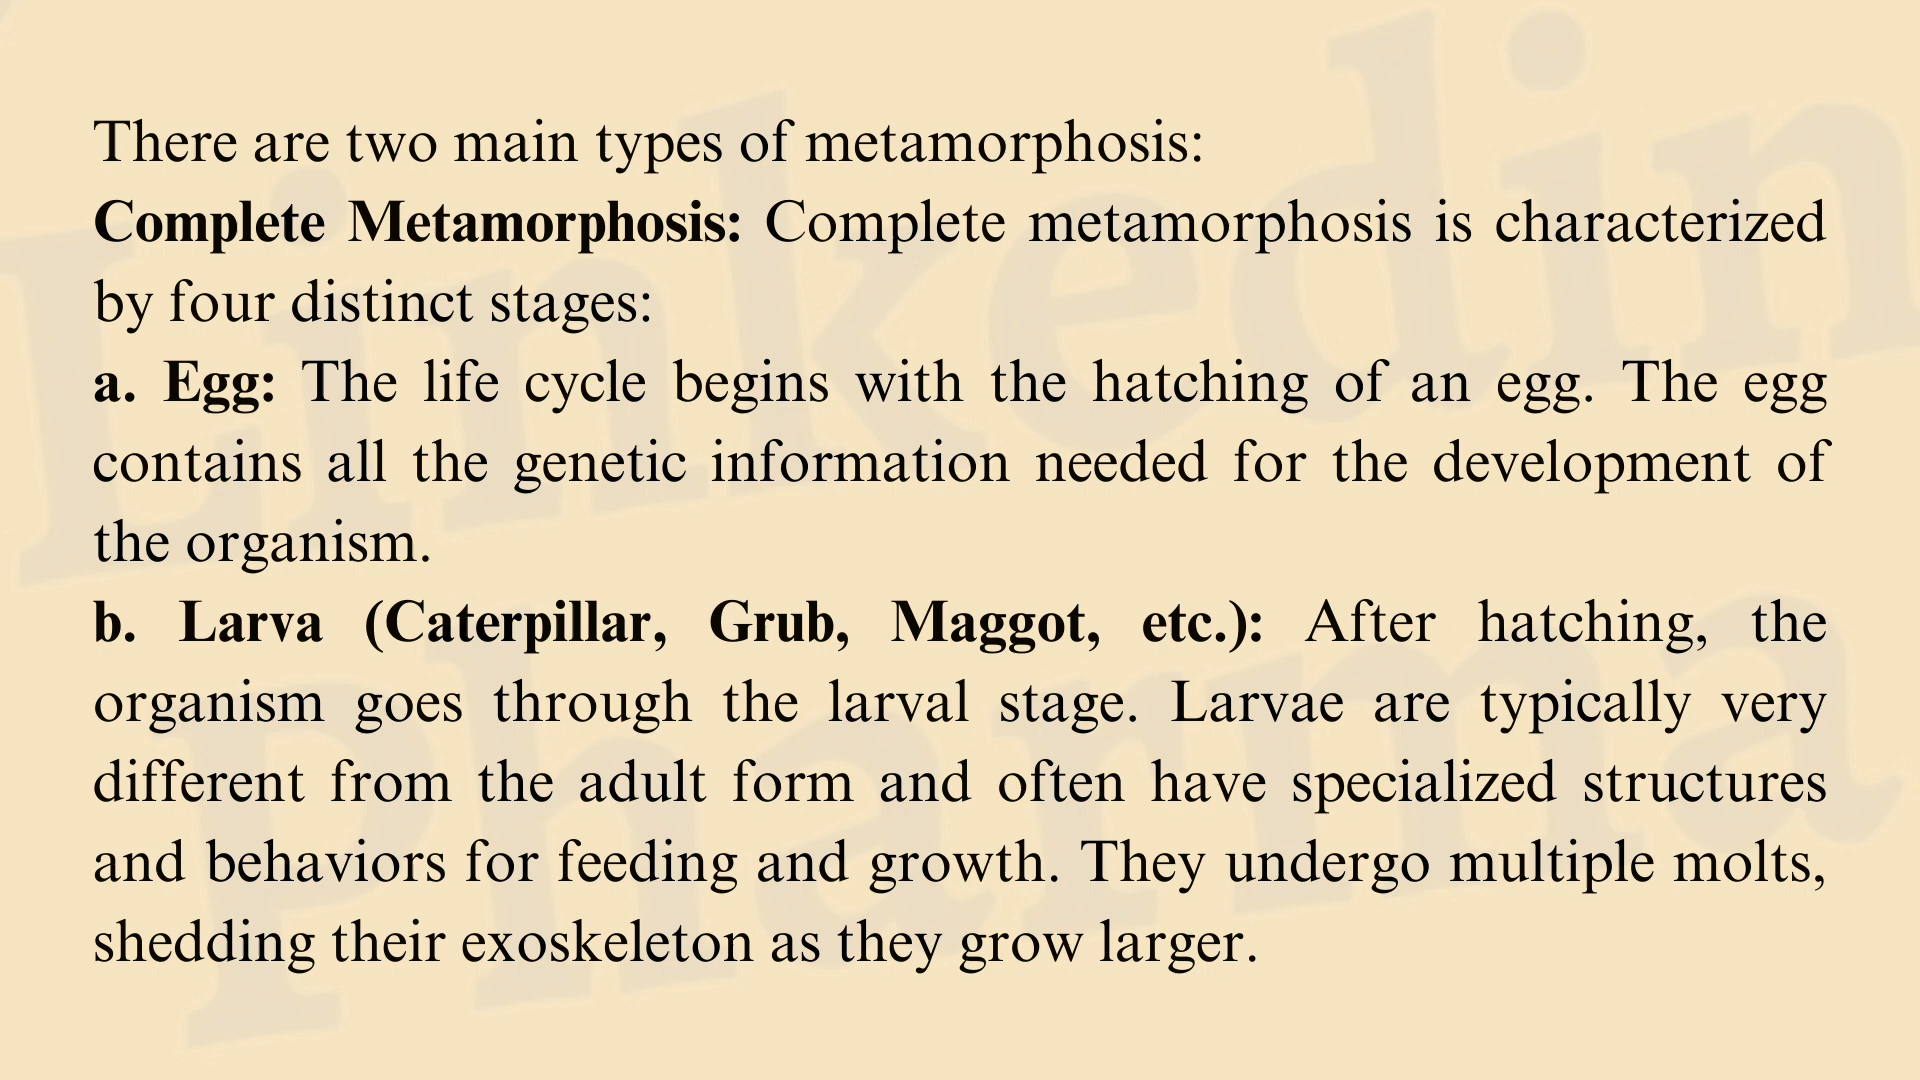 There are two main types of metamorphosis:
Complete Metamorphosis: Complete metamorphosis is characterized
by four distinct stages:
a. Egg: The life cycle begins with the hatching of an egg. The egg
contains all the genetic information needed for the development of
the organism.
b. Larva (Caterpillar, Grub, Maggot, etc.): After hatching, the
organism goes through the larval stage. Larvae are typically very
different from the adult form and often have specialized structures
and behaviors for feeding and growth. They undergo multiple molts,
shedding their exoskeleton as they grow larger.
Linkedin
Pharma